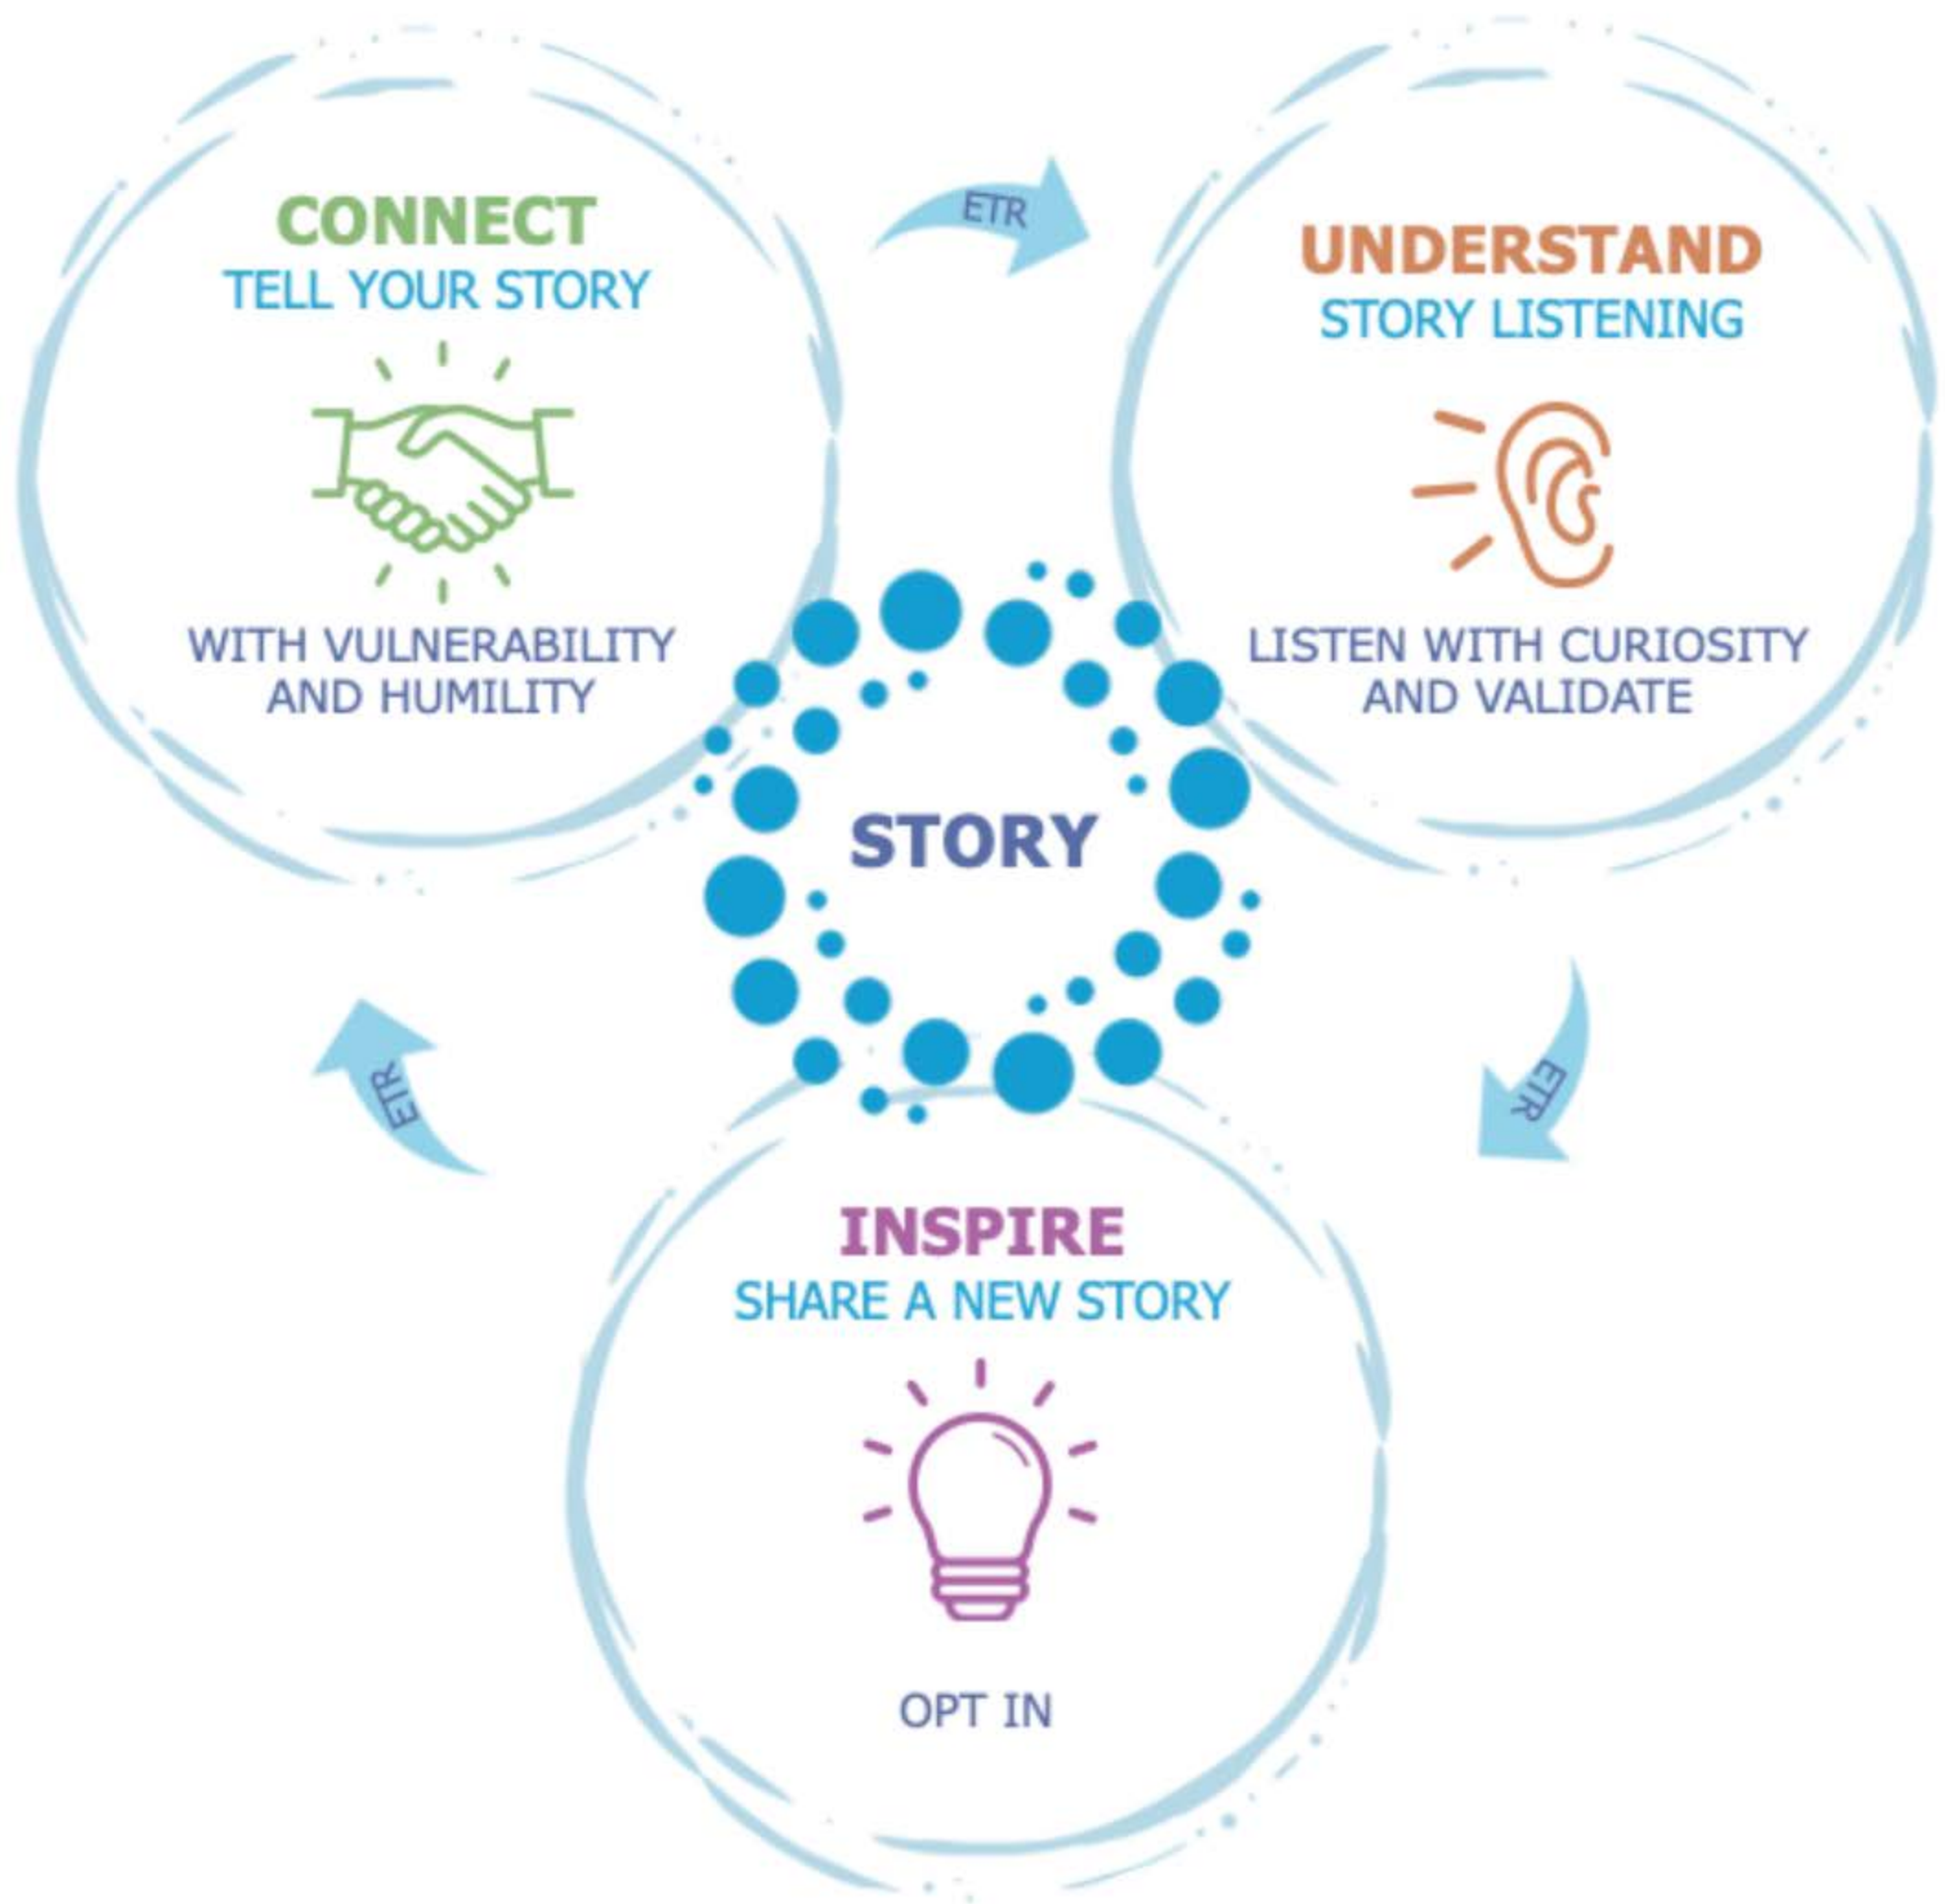 CONNECT
TELL YOUR STORY
WITH VULNERABILITY
AND HUMILITY
ETR
UNDERSTAND
STORY LISTENING
LISTEN WITH CURIOSITY
AND VALIDATE
STORY
ETR
INSPIRE
SHARE A NEW STORY
OPT IN
ETR